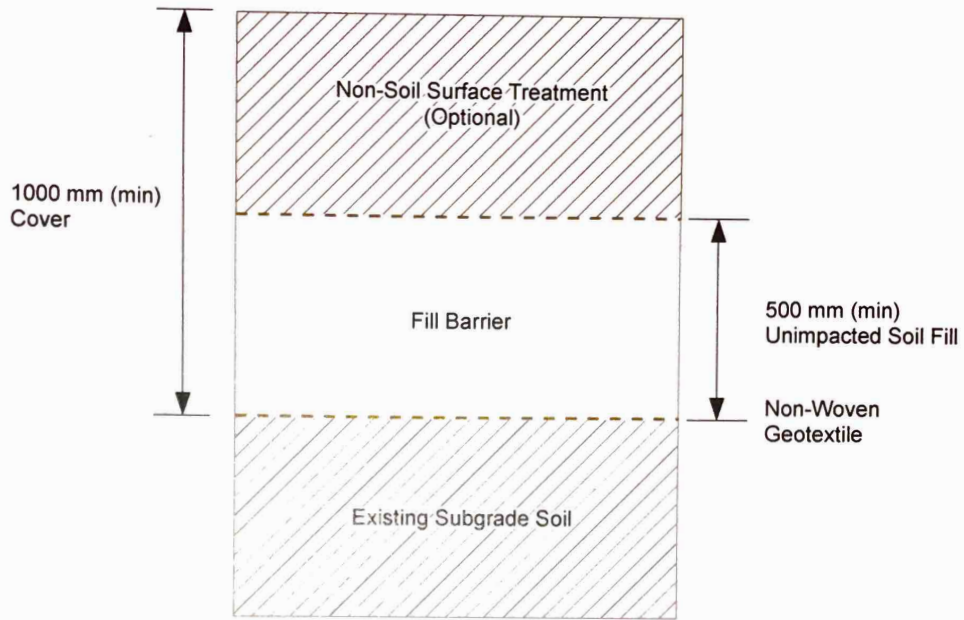 Non-Soil Surface Treatment
(Optional)
1000 mm (min)
Cover
Fill Barrier
500 mm (min)
Unimpacted Soil Fill
Non-Woven
Geotextile
Existing Subgrade Soil